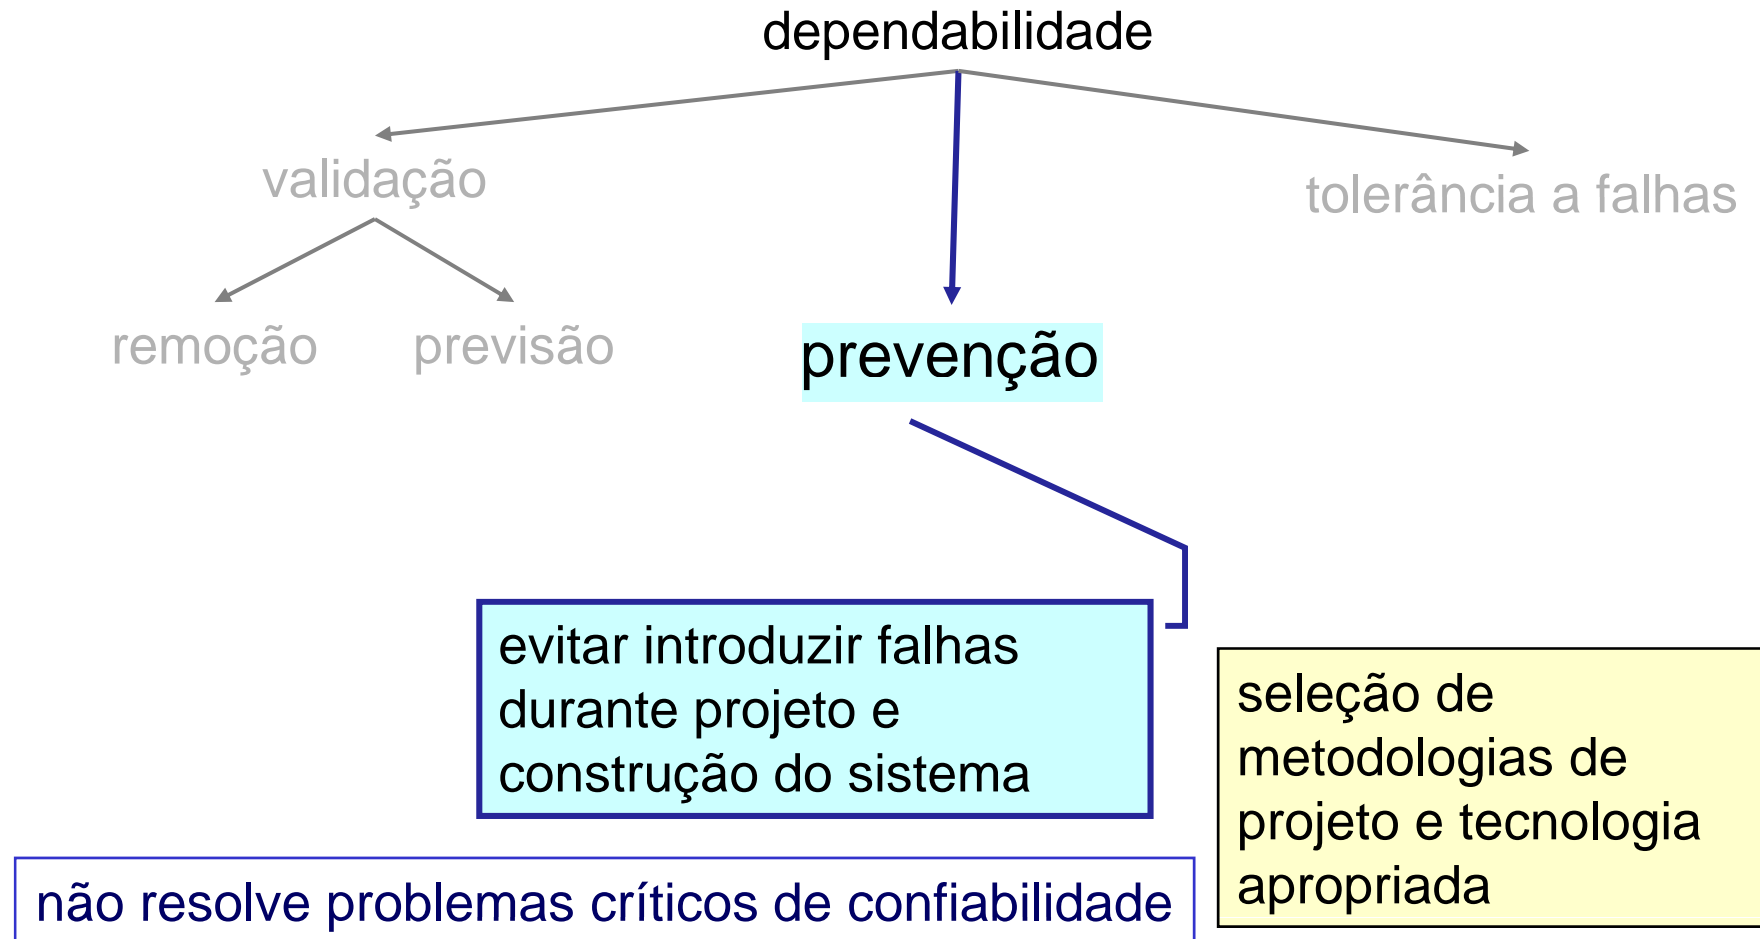 dependabilidade
validação
tolerância a falhas
remoção
previsão
prevenção
evitar introduzir falhas
durante projeto e
construção do sistema
seleção de
metodologias de
projeto e tecnologia
apropriada
não resolve problemas críticos de confiabilidade